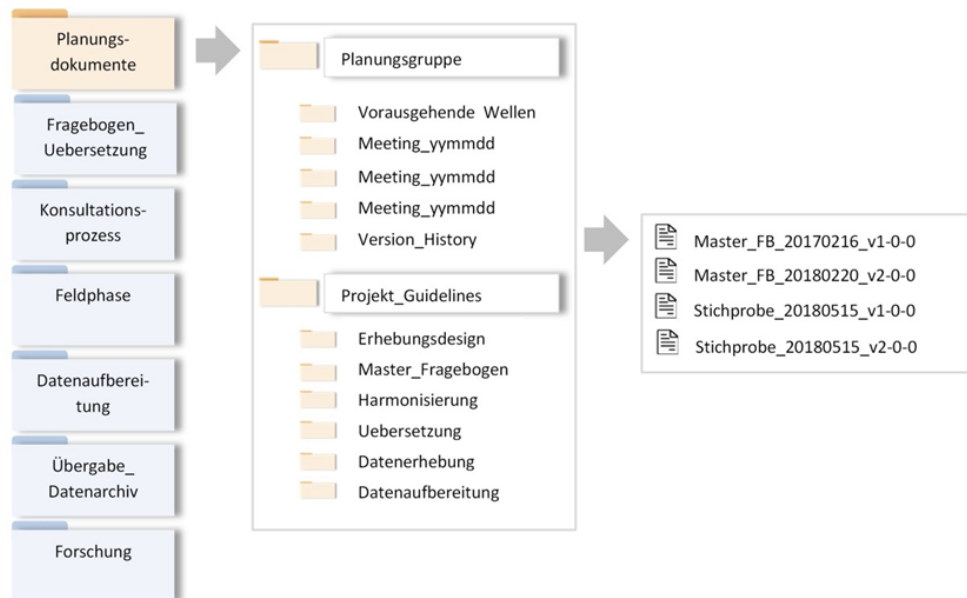 Planungs-
dokumente
Fragebogen_
Uebersetzung
Konsultations-
prozess
Feldphase
Datenaufberei-
tung
Übergabe_
Datenarchiv
Forschung
Planungsgruppe
Vorausgehende Wellen
Meeting_yymmdd
Meeting_yymmdd
Meeting_yymmdd
Version_History
Projekt_Guidelines
Erhebungsdesign
Master_Fragebogen
Harmonisierung
Uebersetzung
Datenerhebung
Datenaufbereitung
Master_FB_20170216_v1-0-0
Master_FB_20180220_v2-0-0
Stichprobe_20180515_v1-0-0
Stichprobe_20180515_v2-0-0